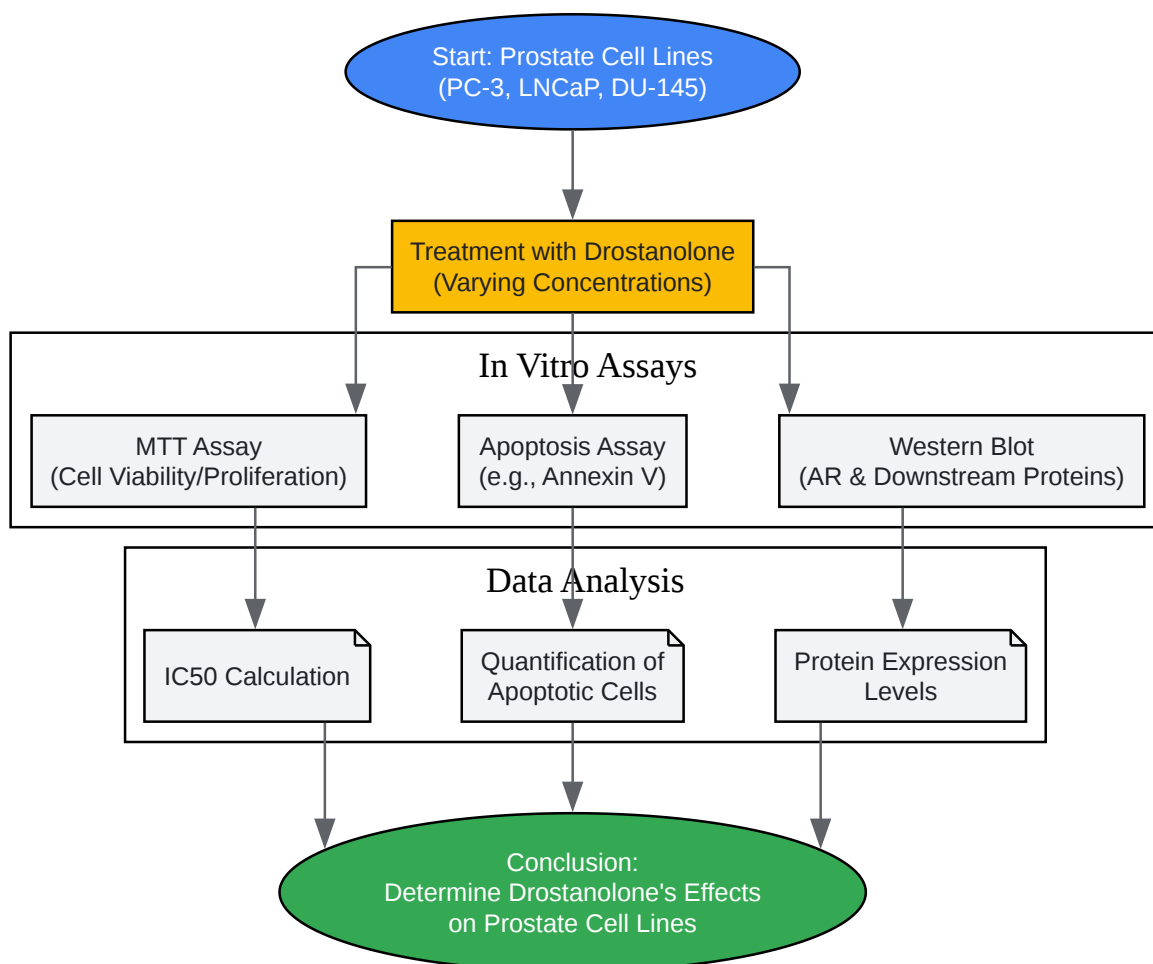 Start: Prostate Cell Lines
(PC-3, LNCaP, DU-145)
Treatment with Drostanolone
(Varying Concentrations)
In Vitro Assays
MTT Assay
(Cell Viability/Proliferation)
Apoptosis Assay
(e.g., Annexin V)
Western Blot
(AR & Downstream Proteins)
Data Analysis
IC50 Calculation
Quantification of
Apoptotic Cells
Protein Expression
Levels
Conclusion:
Determine Drostanolone's Effects
on Prostate Cell Lines